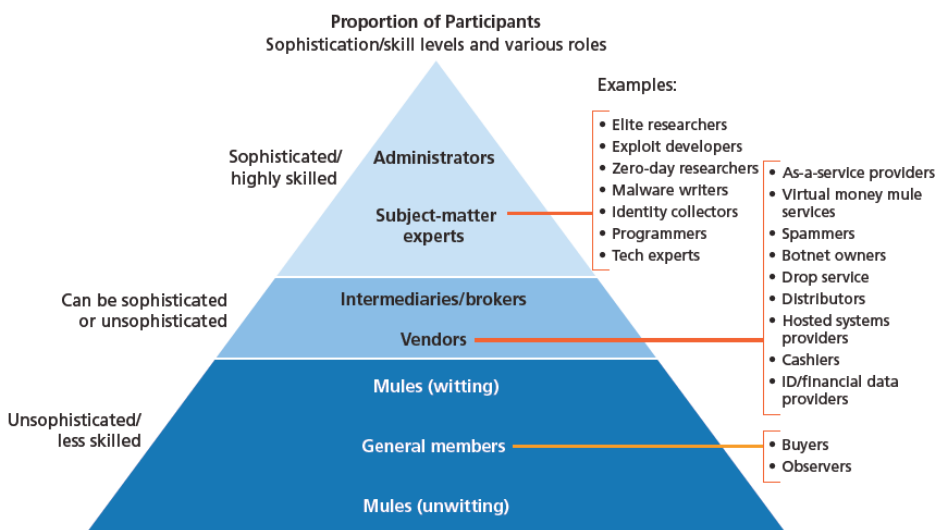 Proportion of Participants
Sophistication/skill levels and various roles
Examples:
• Elite researchers
• Exploit developers
• Zero-day researchers
• Malware writers
• Identity collectors
• Programmers
• Tech experts
• As-a-service providers
• Virtual money mule
services
• Spammers
• Botnet owners
• Drop service
• Distributors
• Hosted systems
providers
• Cashiers
• ID/financial data
providers
• Buyers
• Observers
Sophisticated/
highly skilled
Administrators
Subject-matter
experts
Can be sophisticated
or unsophisticated
Intermediaries/brokers
Vendors
Unsophisticated/
less skilled
Mules (witting)
General members
Mules (unwitting)